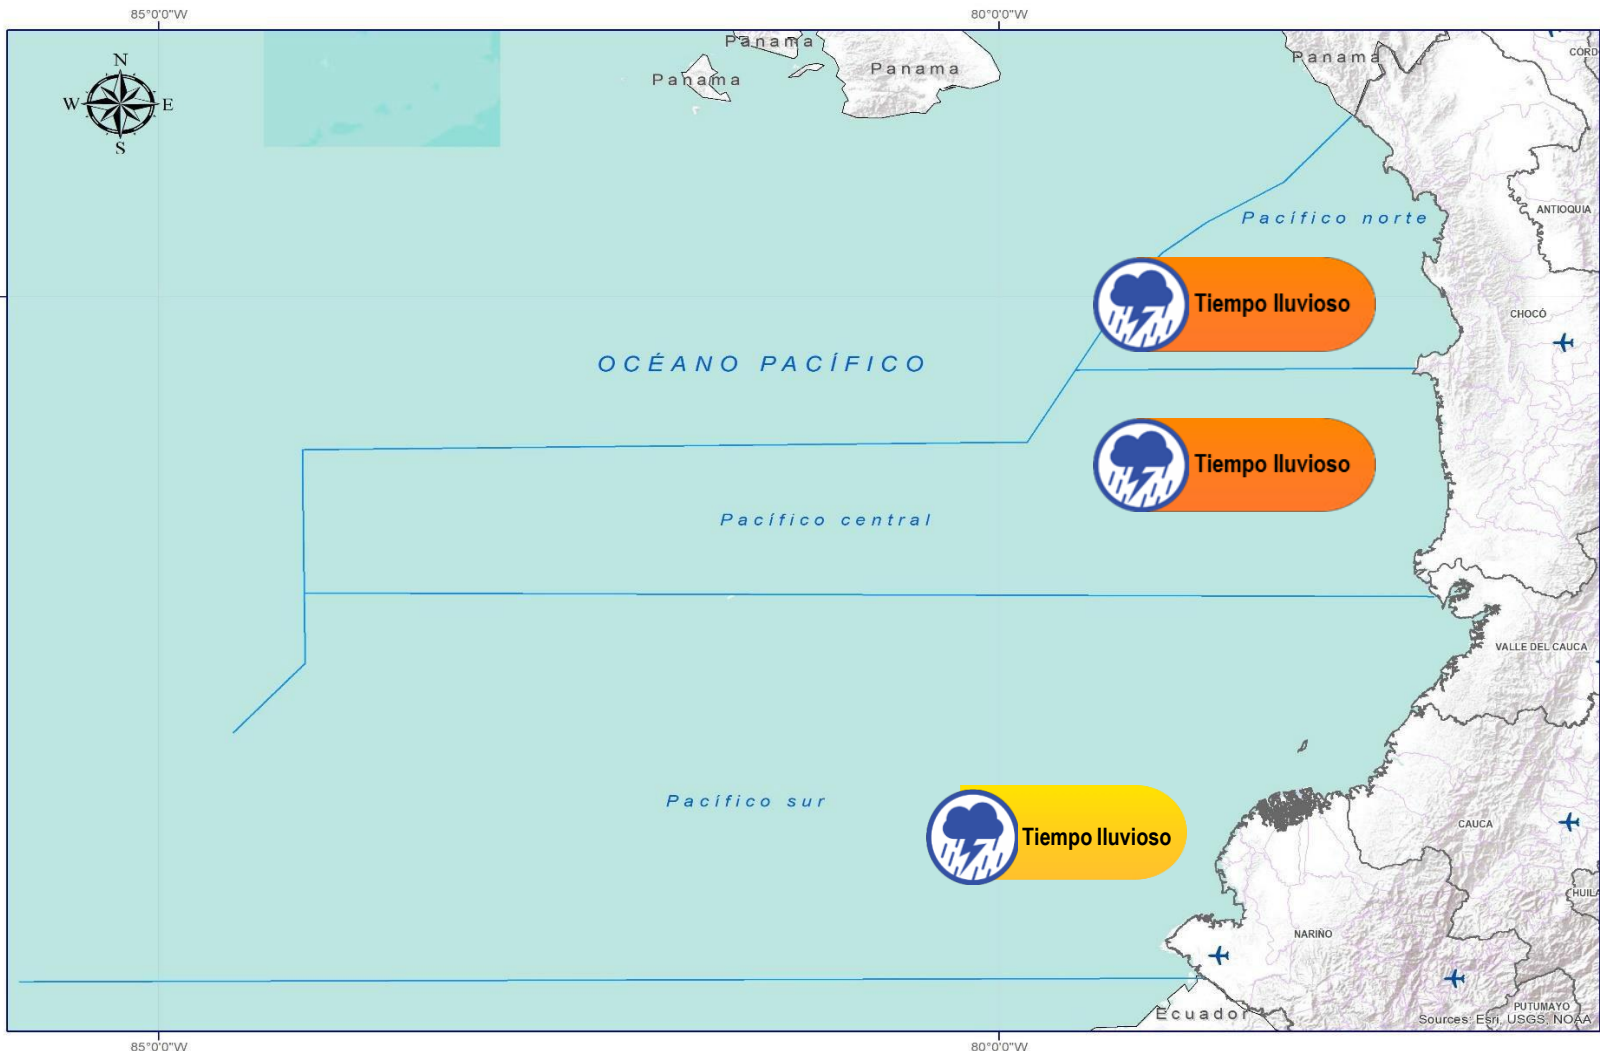 85°0'0"W
80°0'0"W
N
W
E
S
Panama
Panama
Panama
Panama
CÓRD
ANTIOQUIA
Pacífico norte
Tiempo lluvioso
CHOCÓ
OCÉANO PACÍFICO
Tiempo lluvioso
Pacífico central
VALLE DEL CAUCA
Pacífico sur
Tiempo lluvioso
CAUCA
HUILA
NARIÑO
PUTUMAYO
Ecuador
Sources: Esri, USGS, NOAA
85°0'0"W
80°0'0"W